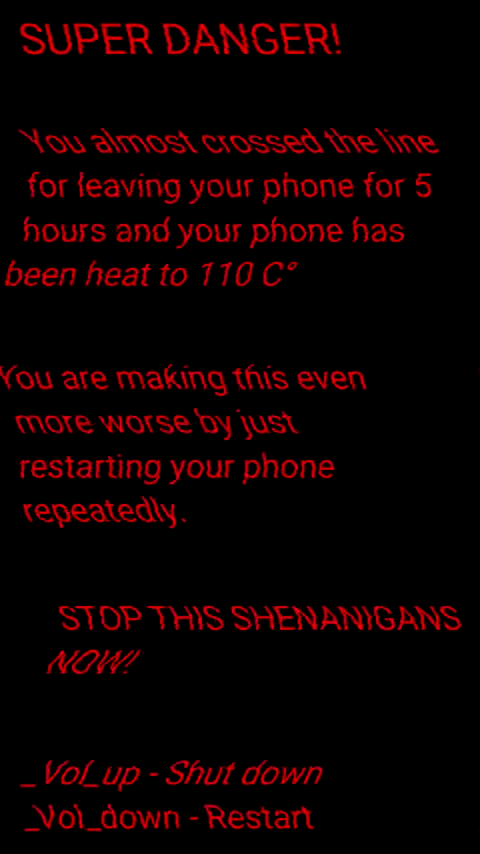 SUPER DANGER!
You almost crossed the line
for leaving your phone for 5
hours and your phone has
been heat to 110 C°
You are making this even
more worse by just
restarting your phone
repeatedly.
STOP THIS SHENANIGANS
NOW!
_Vol_up - Shut down
_Vol_down - Restart